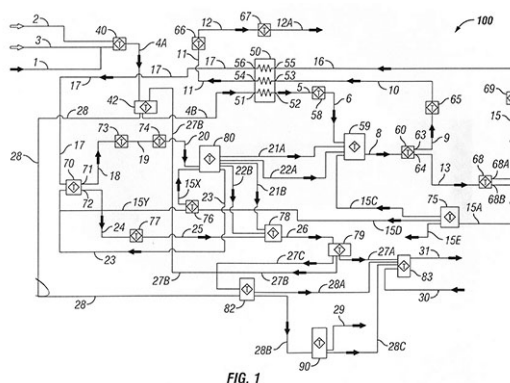 100
2
40
66
12
67
12A
3
4A
50
1
11
56
55
17
16
17
11
54
53
10
69
42
4B
51
52
5
58
6
65
15
28
27B
59
60
63
9
73
74
20
80
21A
8
64
68
68A
28
17
19
22A
13
68B
70
71
18
22B
21B
75
15A
72
15X
23
15C
15Y
76
78
15D
24
77
25
26
79
15E
23
27C
27A
31
27B
27B
28A
83
28
82
30
29
28B
28C
90
FIG. 1